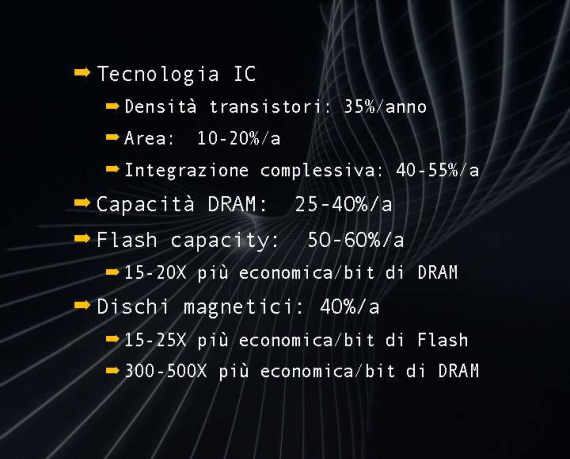 Tecnologia IC
Densità transistori: 35%/anno
Area: 10-20%/a
Integrazione complessiva: 40-55%/a
Capacità DRAM: 25-40%/a
Flash capacity: 50-60%/a
15-20X più economica/bit di DRAM
Dischi magnetici: 40%/a
15-25X più economica/bit di Flash
300-500X più economica/bit di DRAM